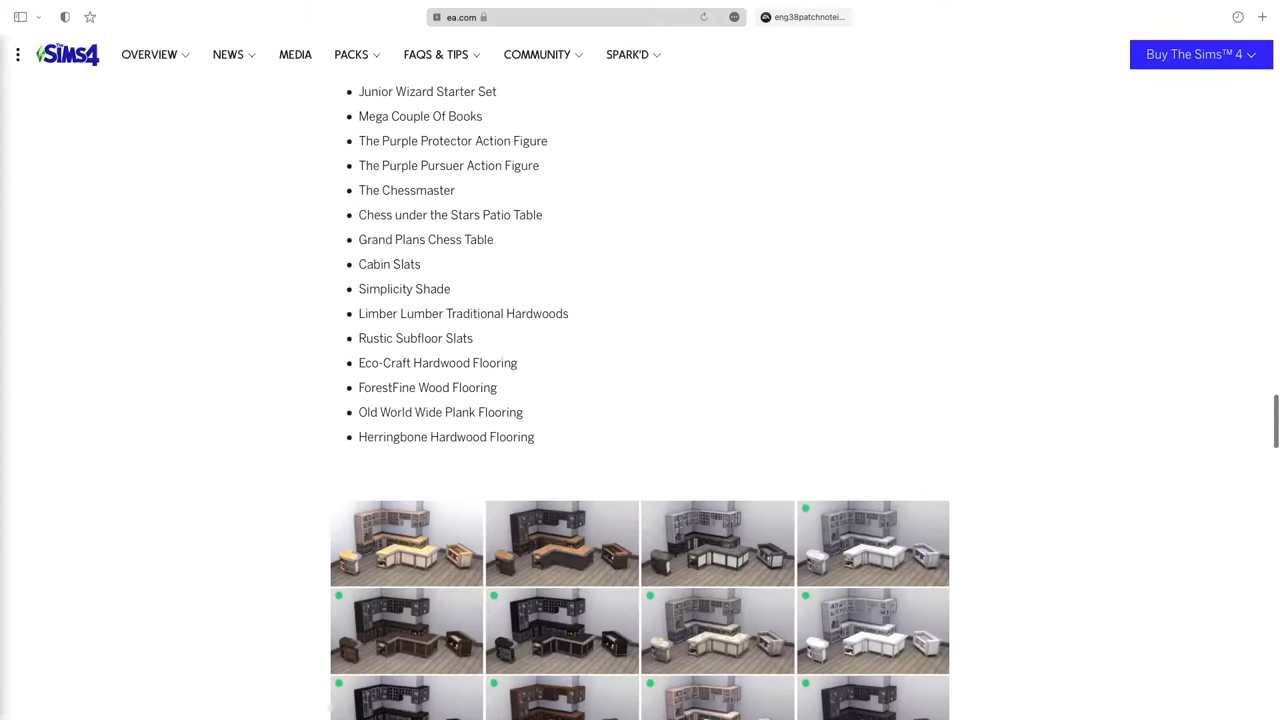 ea.com
eng38patchnotei...
THE SIMS4
OVERVIEW
NEWS
MEDIA
PACKS
FAQS & TIPS
COMMUNITY
SPARK'D
Buy The Sims™ 4
Junior Wizard Starter Set
Mega Couple Of Books
The Purple Protector Action Figure
The Purple Pursuer Action Figure
The Chessmaster
Chess under the Stars Patio Table
Grand Plans Chess Table
Cabin Slats
Simplicity Shade
Limber Lumber Traditional Hardwoods
Rustic Subfloor Slats
Eco-Craft Hardwood Flooring
ForestFine Wood Flooring
Old World Wide Plank Flooring
Herringbone Hardwood Flooring